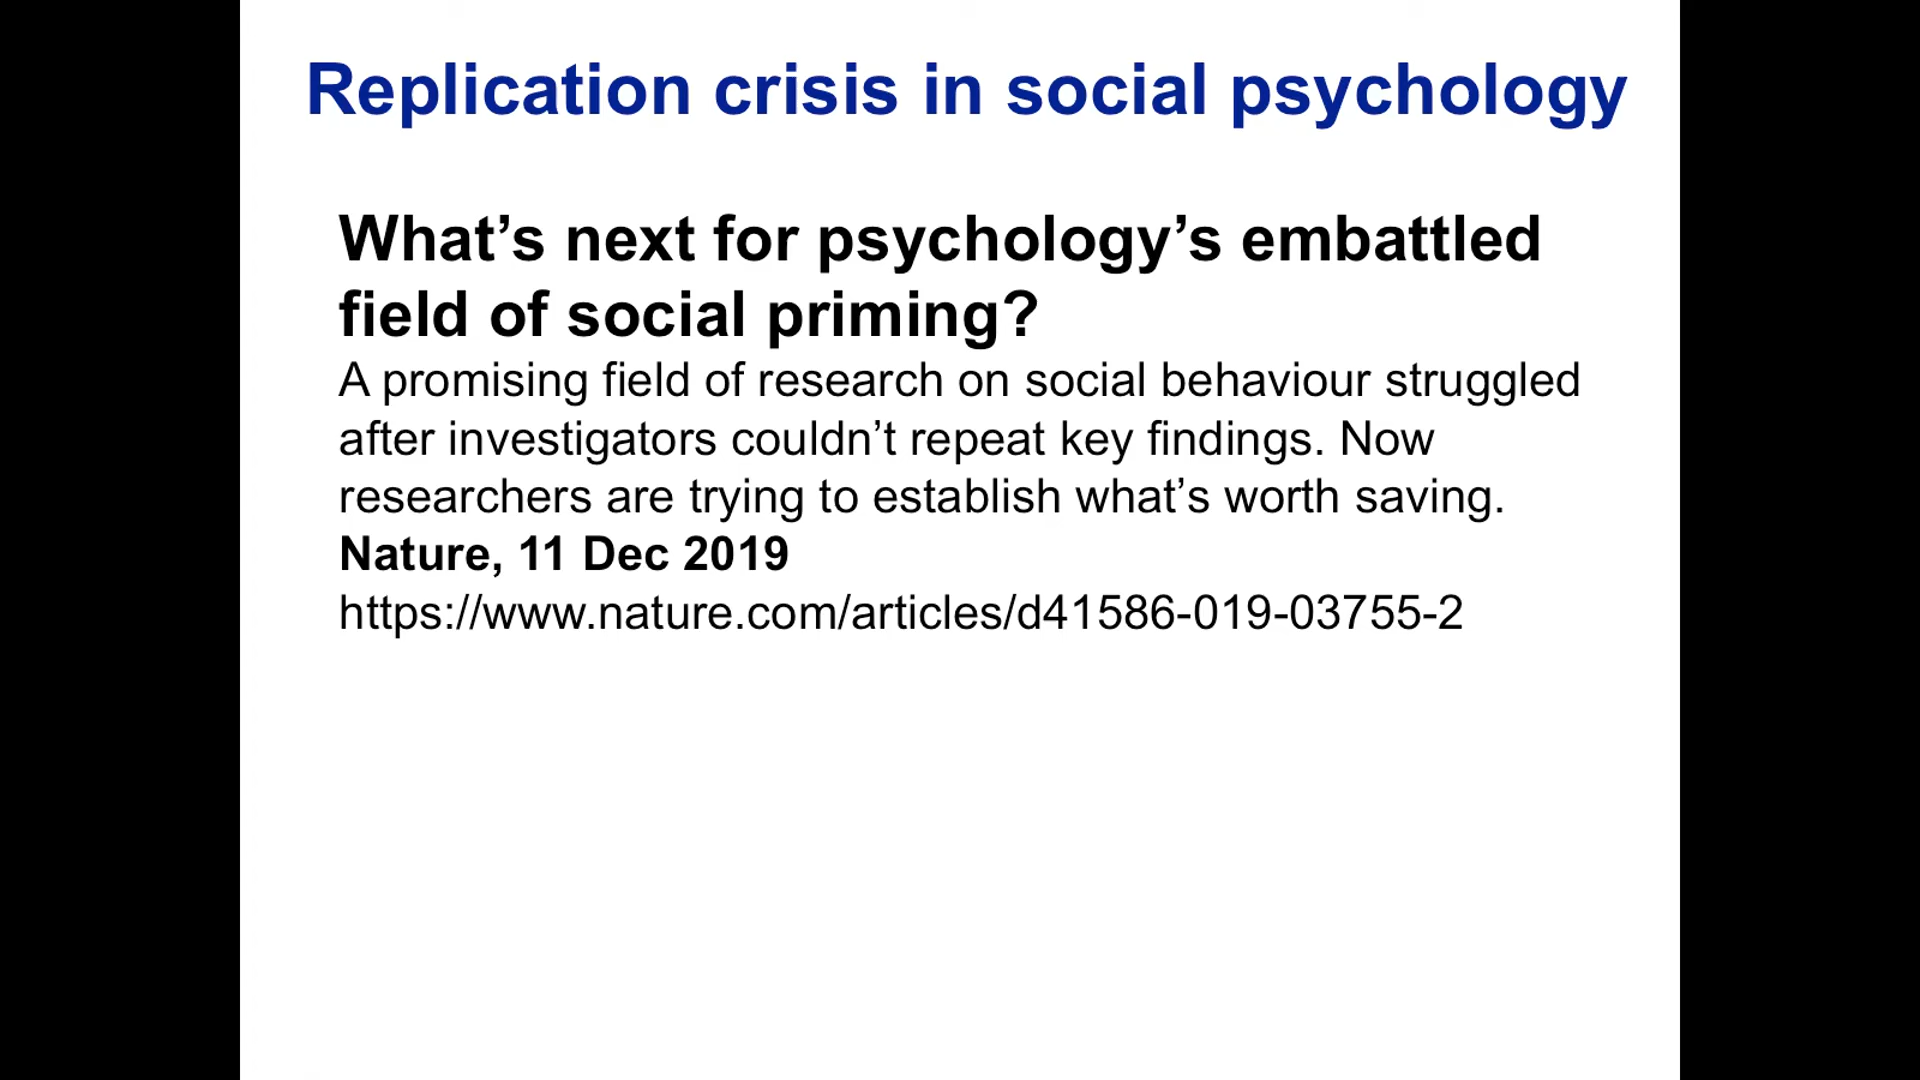 Replication crisis in social psychology
What’s next for psychology’s embattled
field of social priming?
A promising field of research on social behaviour struggled
after investigators couldn’t repeat key findings. Now
researchers are trying to establish what’s worth saving.
Nature, 11 Dec 2019
https://www.nature.com/articles/d41586-019-03755-2